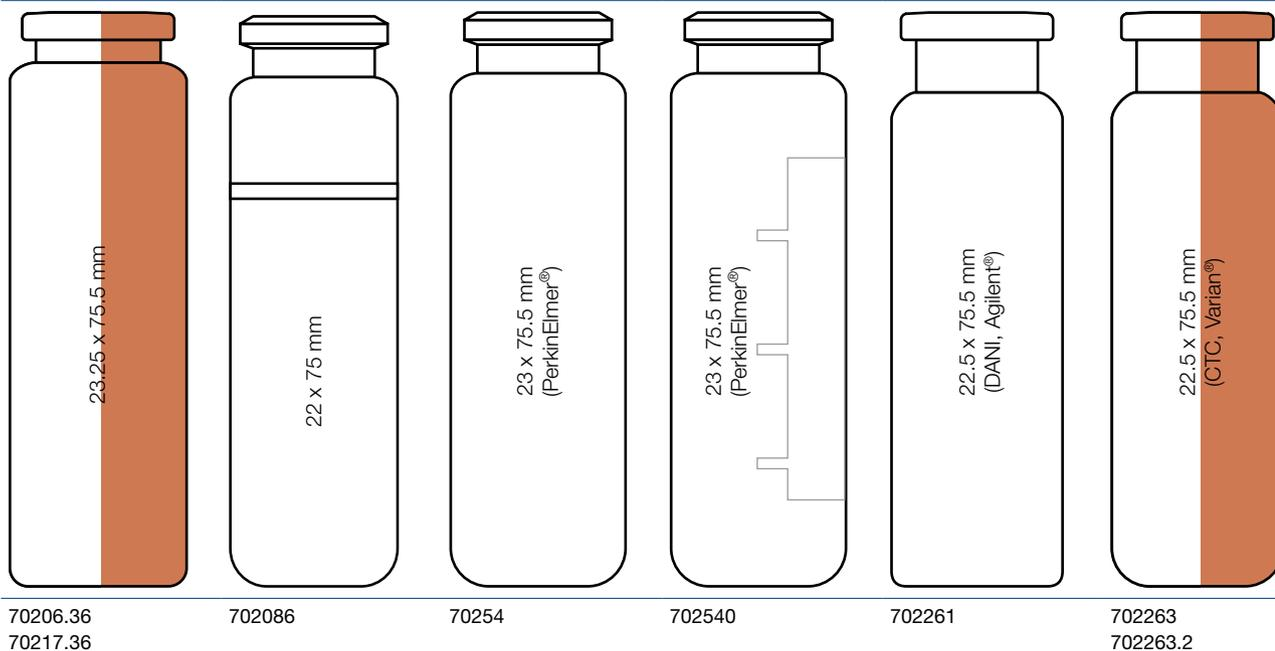 23.25 x 75.5 mm
22 x 75 mm
23 x 75.5 mm
(PerkinElmer®)
23 x 75.5 mm
(PerkinElmer®)
22.5 x 75.5 mm
(DANI, Agilent®)
22.5 x 75.5 mm
(CTC, Varian®)
70206.36
70217.36
702086
70254
702540
702261
702263
702263.2